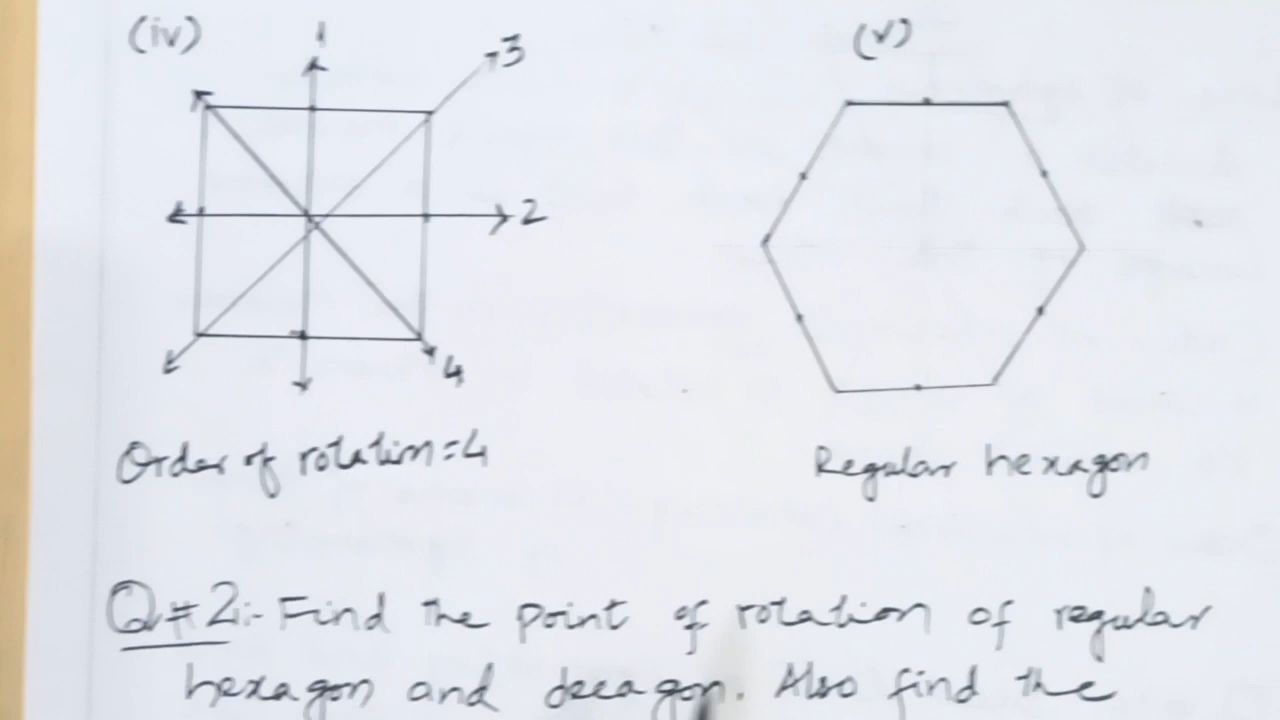 (iv)
1
3
2
4
Order of rotation=4
(v)
Regular hexagon
Q#2:- Find the point of rotation of regular
hexagon and decagon. Also find the